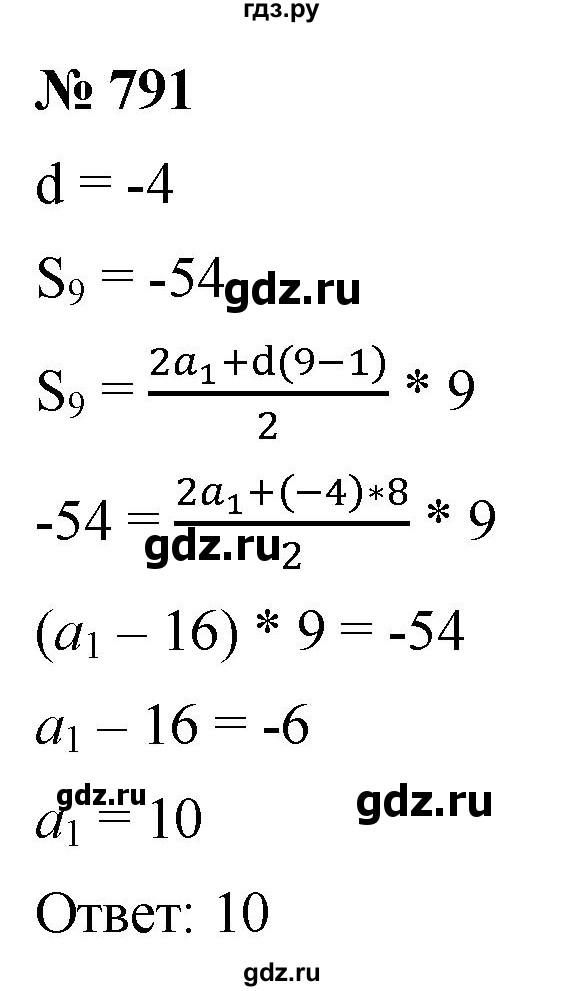 гдз.ру
№ 791
d = -4
S₉ = -54
gdz.ru
S₉ = (2a₁+d(9−1))/2 * 9
-54 = (2a₁+(−4)*8)/2 * 9
gdz.ru
(a₁ – 16) * 9 = -54
a₁ – 16 = -6
gdz.ru
gdz.ru
a₁ = 10
Ответ: 10
gdz.ru